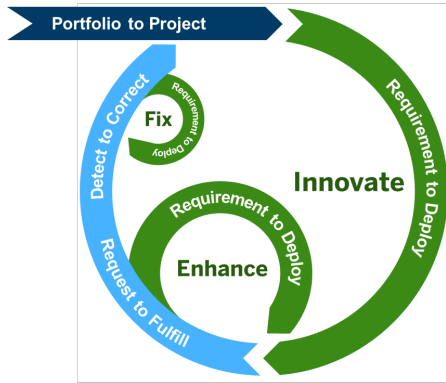 Portfolio to Project
Detect to Correct
Requirement to Deploy
Fix
Requirement to Deploy
Innovate
Requirement to Deploy
Enhance
Request to Fulfill